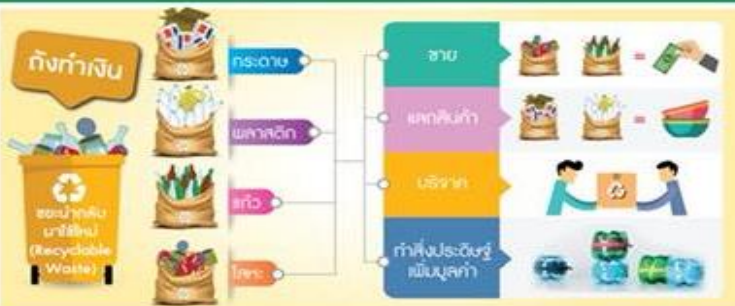 ถังทำเงิน
ขยะนำกลับ
มาใช้ใหม่
(Recyclable
Waste)
กระดาษ
พลาสติก
แก้ว
โลหะ
ขาย
แลกสินค้า
บริจาค
ทำสิ่งประดิษฐ์
เพิ่มมูลค่า